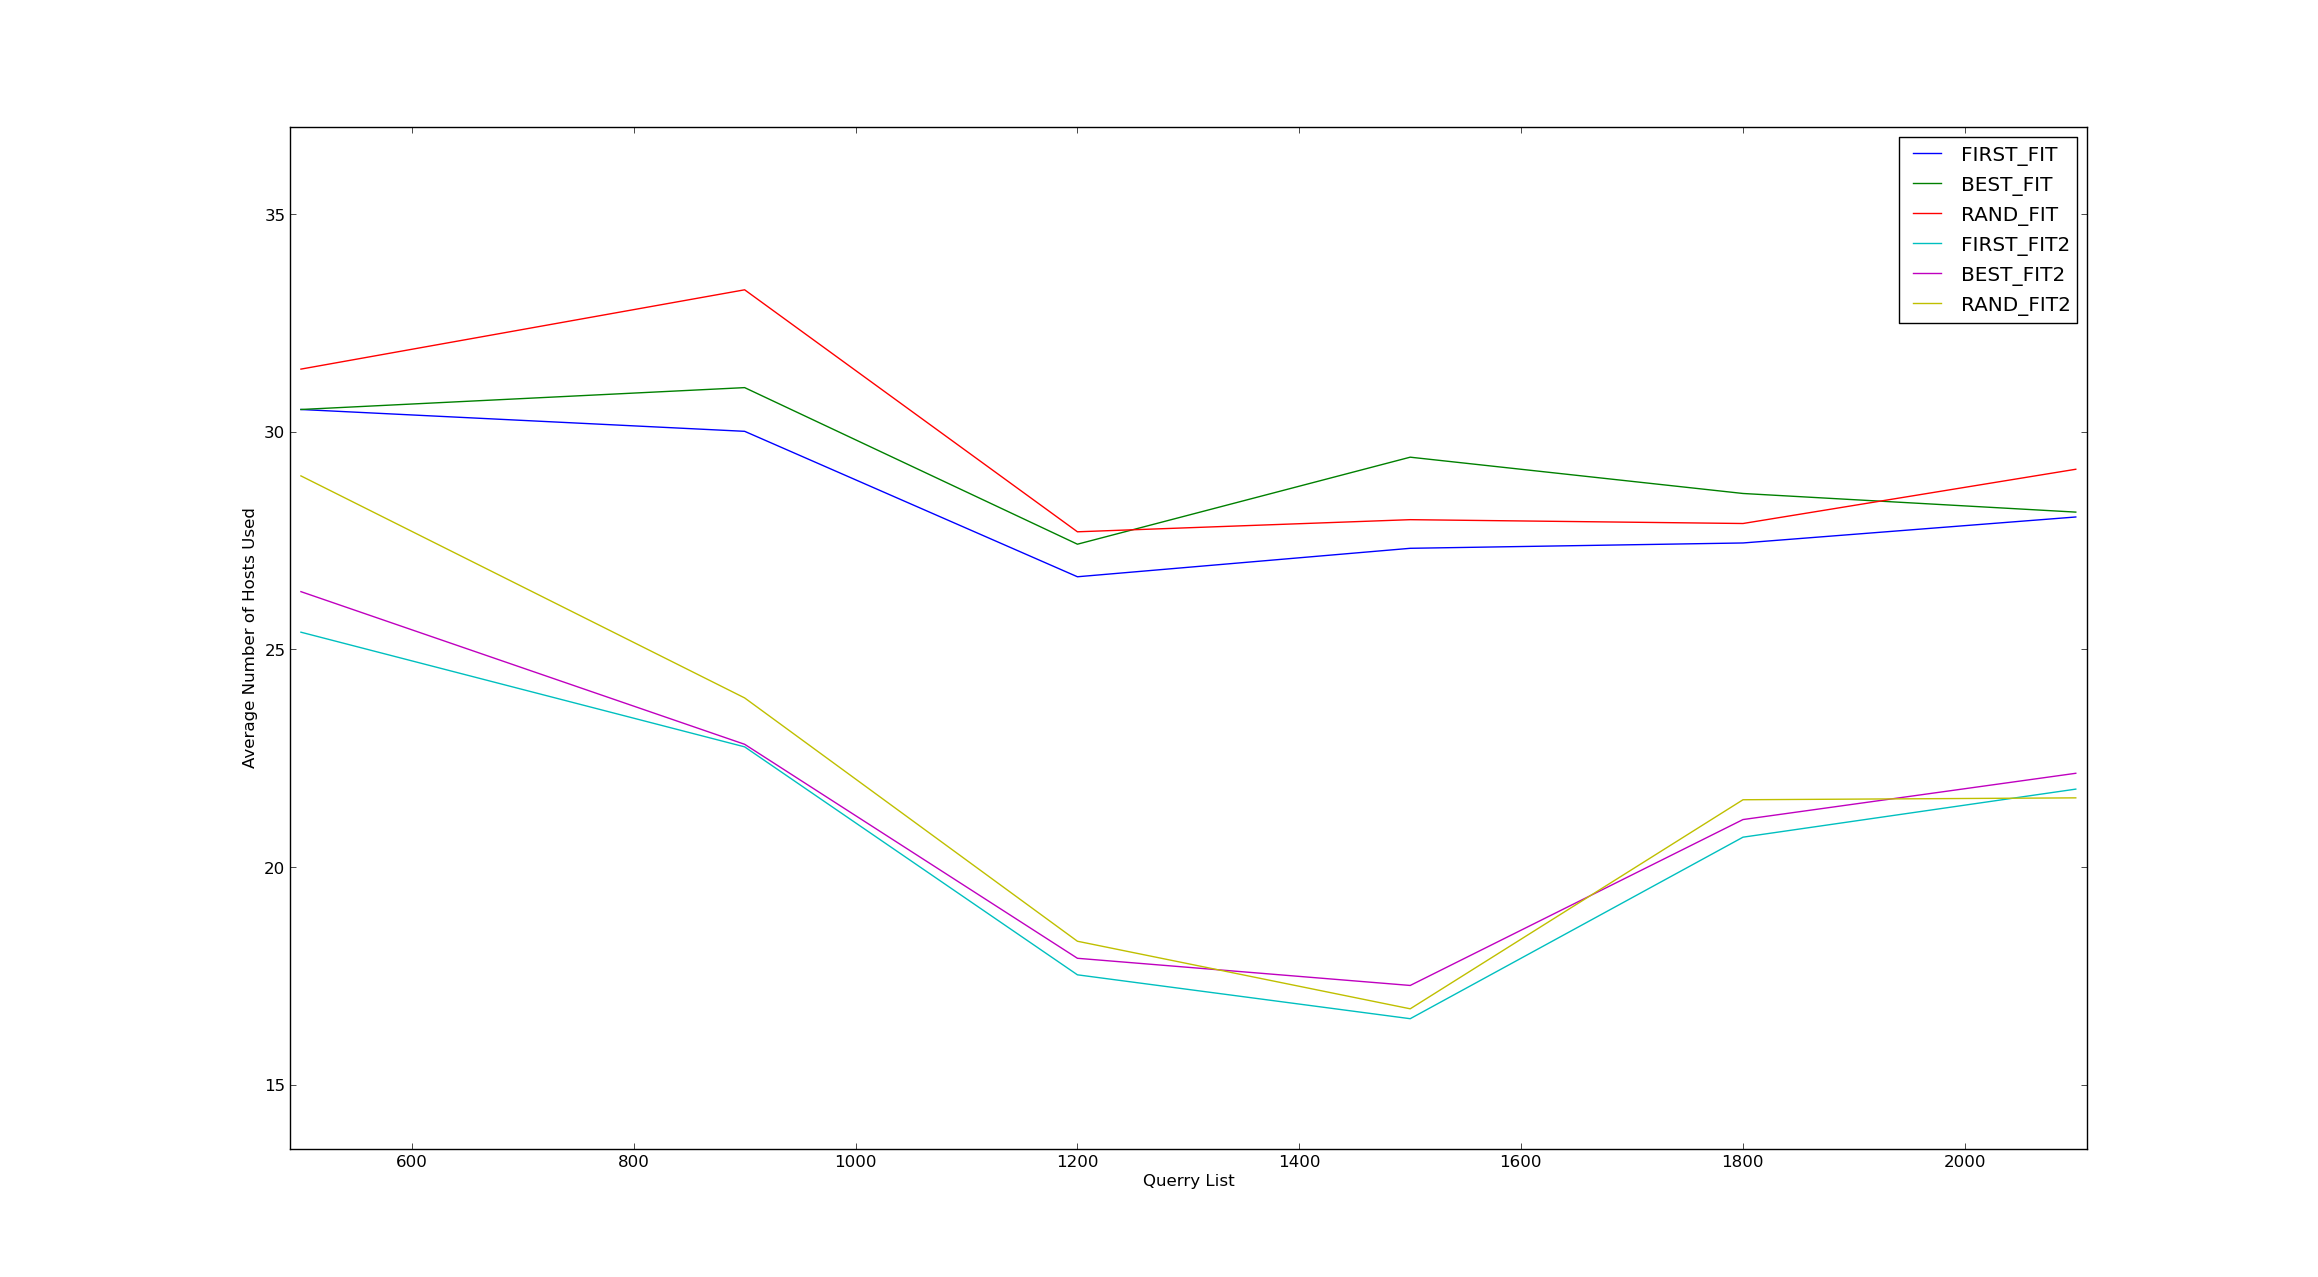 FIRST_FIT
BEST_FIT
RAND_FIT
FIRST_FIT2
BEST_FIT2
RAND_FIT2
35
30
25
20
15
Average Number of Hosts Used
600 800 1000 1200 1400 1600 1800 2000
Querry List